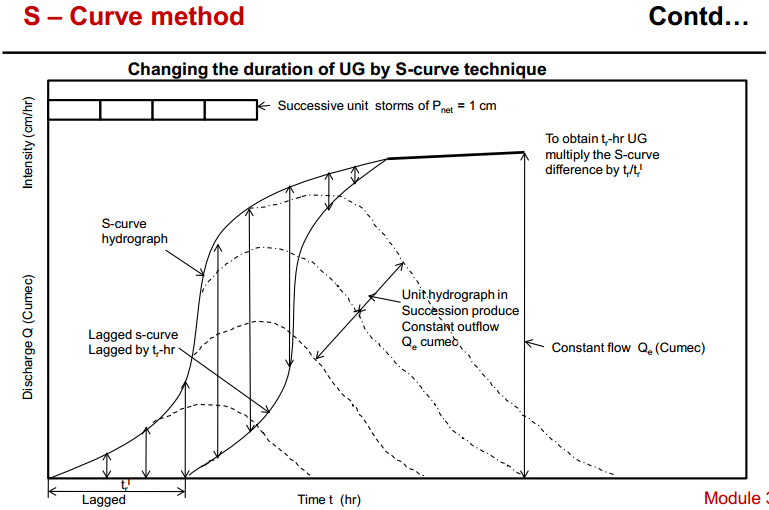 S – Curve method
Contd…
Changing the duration of UG by S-curve technique
Intensity (cm/hr)
Successive unit storms of Pnet = 1 cm
To obtain tr-hr UG
multiply the S-curve
difference by tr/trI
S-curve
hydrograph
Discharge Q (Cumec)
Unit hydrograph in
Succession produce
Constant outflow
Qe cumec
Lagged s-curve
Lagged by tr-hr
Constant flow Qe (Cumec)
trI
Lagged
Time t (hr)
Module 3